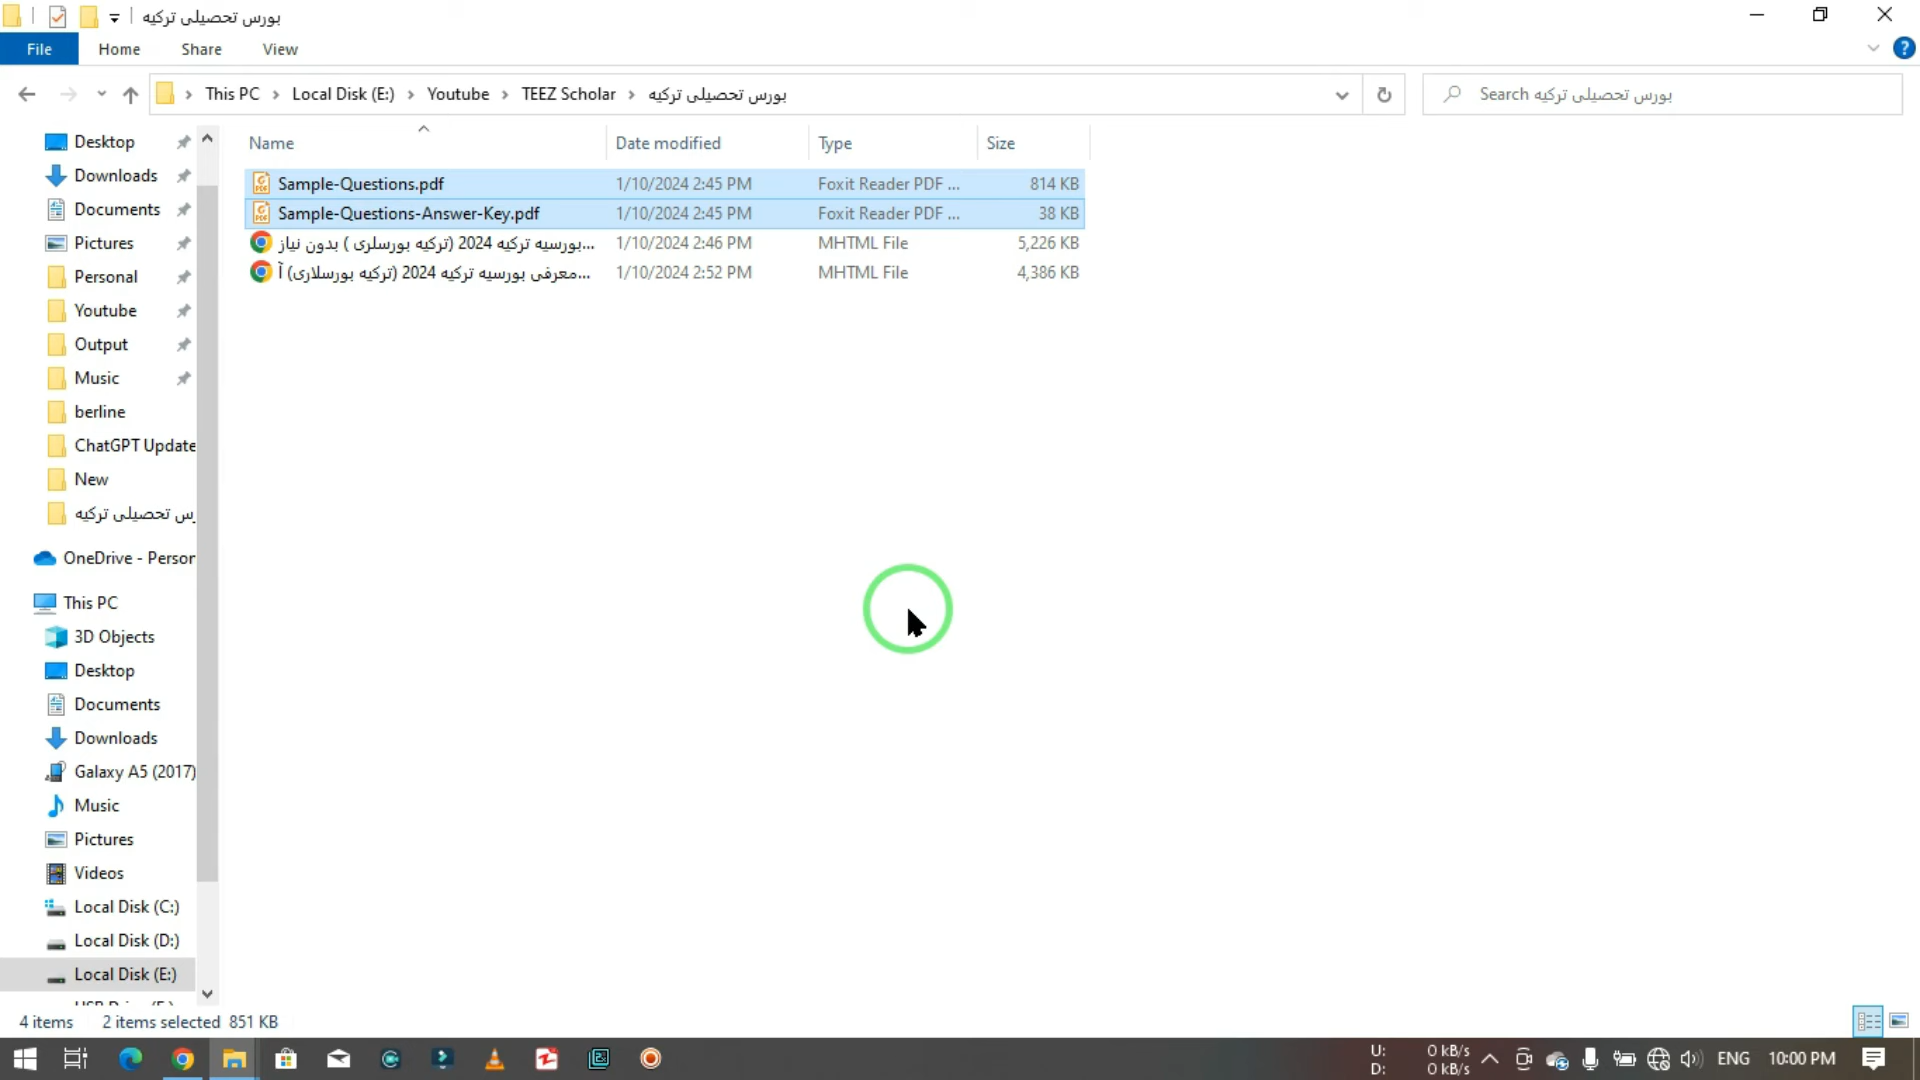 بورس تحصیلی ترکیه
File Home Share View
This PC Local Disk (E:) Youtube TEEZ Scholar بورس تحصیلی ترکیه
Search بورس تحصیلی ترکیه
Name Date modified Type Size
Sample-Questions.pdf 1/10/2024 2:45 PM Foxit Reader PDF ... 814 KB
Sample-Questions-Answer-Key.pdf 1/10/2024 2:45 PM Foxit Reader PDF ... 38 KB
بورسیه ترکیه 2024 (ترکیه بورسلری ) بدون نیاز... 1/10/2024 2:46 PM MHTML File 5,226 KB
معرفی بورسیه ترکیه 2024 (ترکیه بورسلاری) آ... 1/10/2024 2:52 PM MHTML File 4,386 KB
Desktop
Downloads
Documents
Pictures
Personal
Youtube
Output
Music
berline
ChatGPT Update
New
رس تحصیلی ترکیه
OneDrive - Person
This PC
3D Objects
Desktop
Documents
Downloads
Galaxy A5 (2017)
Music
Pictures
Videos
Local Disk (C:)
Local Disk (D:)
Local Disk (E:)
4 items 2 items selected 851 KB
U: 0 kB/s
D: 0 kB/s
ENG 10:00 PM